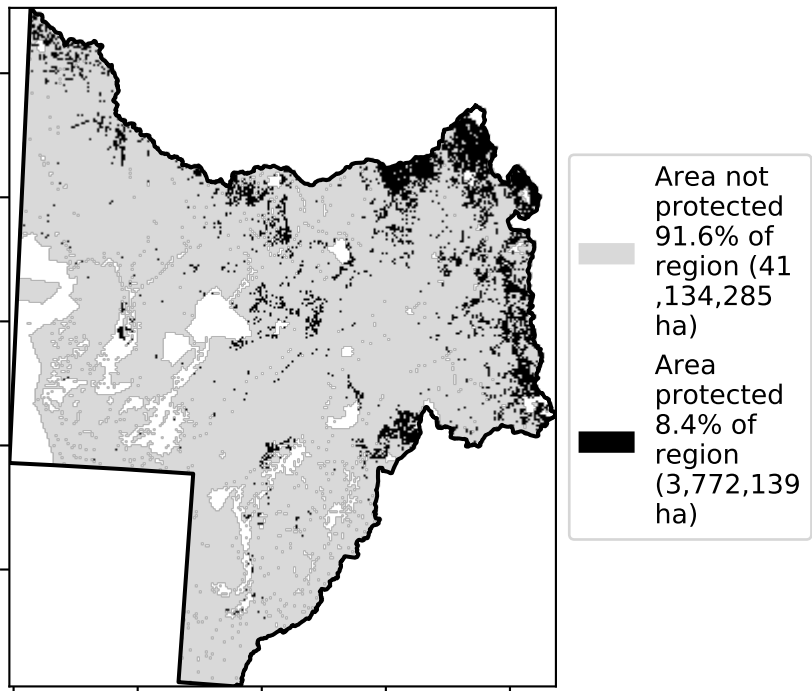 Area not
protected
91.6% of
region (41
,134,285
ha)
Area
protected
8.4% of
region
(3,772,139
ha)